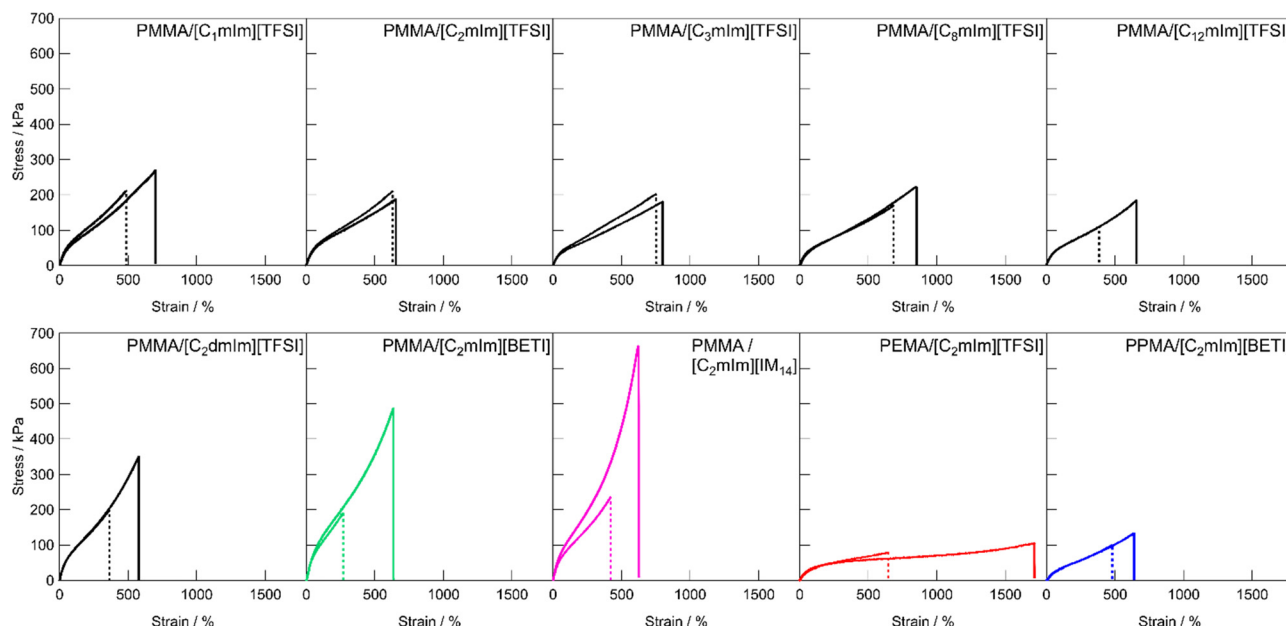 PMMA/[C₁mIm][TFSI]
PMMA/[C₂mIm][TFSI]
PMMA/[C₃mIm][TFSI]
PMMA/[C₈mIm][TFSI]
PMMA/[C₁₂mIm][TFSI]
700
600
500
400
300
200
100
0
Stress / kPa
0 500 1000 1500 0 500 1000 1500 0 500 1000 1500 0 500 1000 1500 0 500 1000 1500
Strain / % Strain / % Strain / % Strain / % Strain / %
PMMA/[C₂dmIm][TFSI]
PMMA/[C₂mIm][BETI]
PMMA /
[C₂mIm][IM₁₄]
PEMA/[C₂mIm][TFSI]
PPMA/[C₂mIm][BETI]
700
600
500
400
300
200
100
0
Stress / kPa
0 500 1000 1500 0 500 1000 1500 0 500 1000 1500 0 500 1000 1500 0 500 1000 1500
Strain / % Strain / % Strain / % Strain / % Strain / %